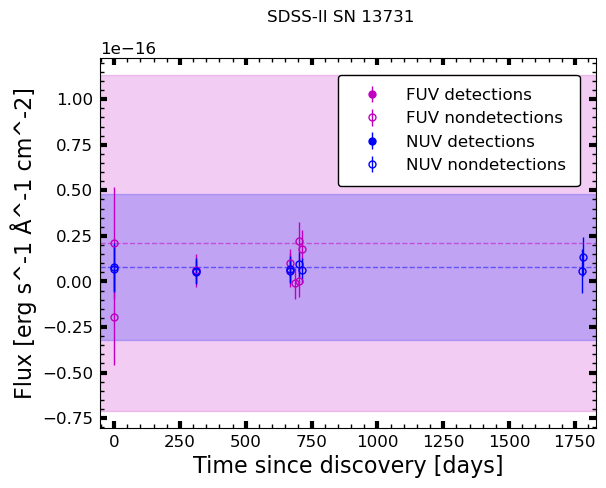 SDSS-II SN 13731
1e−16
FUV detections
FUV nondetections
NUV detections
NUV nondetections
1.00
0.75
0.50
0.25
0.00
−0.25
−0.50
−0.75
Flux [erg s^-1 Å^-1 cm^-2]
0 250 500 750 1000 1250 1500 1750
Time since discovery [days]